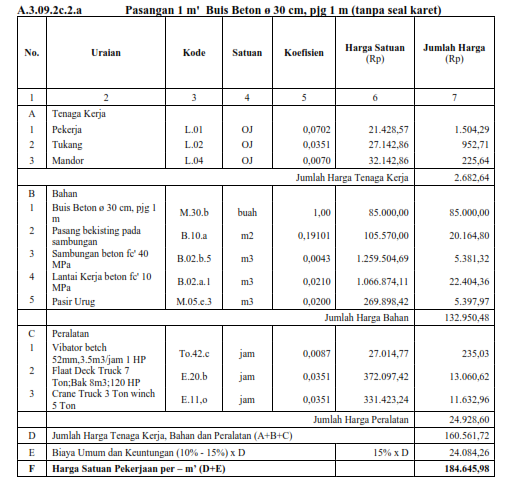 A.3.09.2c.2.a Pasangan 1 m' Buis Beton ø 30 cm, pjg 1 m (tanpa seal karet)
No. Uraian Kode Satuan Koefisien Harga Satuan (Rp) Jumlah Harga (Rp)
1 2 3 4 5 6 7
A Tenaga Kerja
1 Pekerja L.01 OJ 0,0702 21.428,57 1.504,29
2 Tukang L.02 OJ 0,0351 27.142,86 952,71
3 Mandor L.04 OJ 0,0070 32.142,86 225,64
Jumlah Harga Tenaga Kerja 2.682,64
B Bahan
1 Buis Beton ø 30 cm, pjg 1 m M.30.b buah 1,00 85.000,00 85.000,00
2 Pasang bekisting pada sambungan B.10.a m2 0,19101 105.570,00 20.164,80
3 Sambungan beton fc' 40 MPa B.02.b.5 m3 0,0043 1.259.504,69 5.381,32
4 Lantai Kerja beton fc' 10 MPa B.02.a.1 m3 0,0210 1.066.874,11 22.404,36
5 Pasir Urug M.05.e.3 m3 0,0200 269.898,42 5.397,97
Jumlah Harga Bahan 132.950,48
C Peralatan
1 Vibator betch 52mm,3.5m3/jam 1 HP To.42.c jam 0,0087 27.014,77 235,03
2 Flaat Deck Truck 7 Ton;Bak 8m3;120 HP E.20.b jam 0,0351 372.097,42 13.060,62
3 Crane Truck 3 Ton winch 5 Ton E.11,o jam 0,0351 331.423,24 11.632,96
Jumlah Harga Peralatan 24.928,60
D Jumlah Harga Tenaga Kerja, Bahan dan Peralatan (A+B+C) 160.561,72
E Biaya Umum dan Keuntungan (10% - 15%) x D 15% x D 24.084,26
F Harga Satuan Pekerjaan per – m' (D+E) 184.645,98